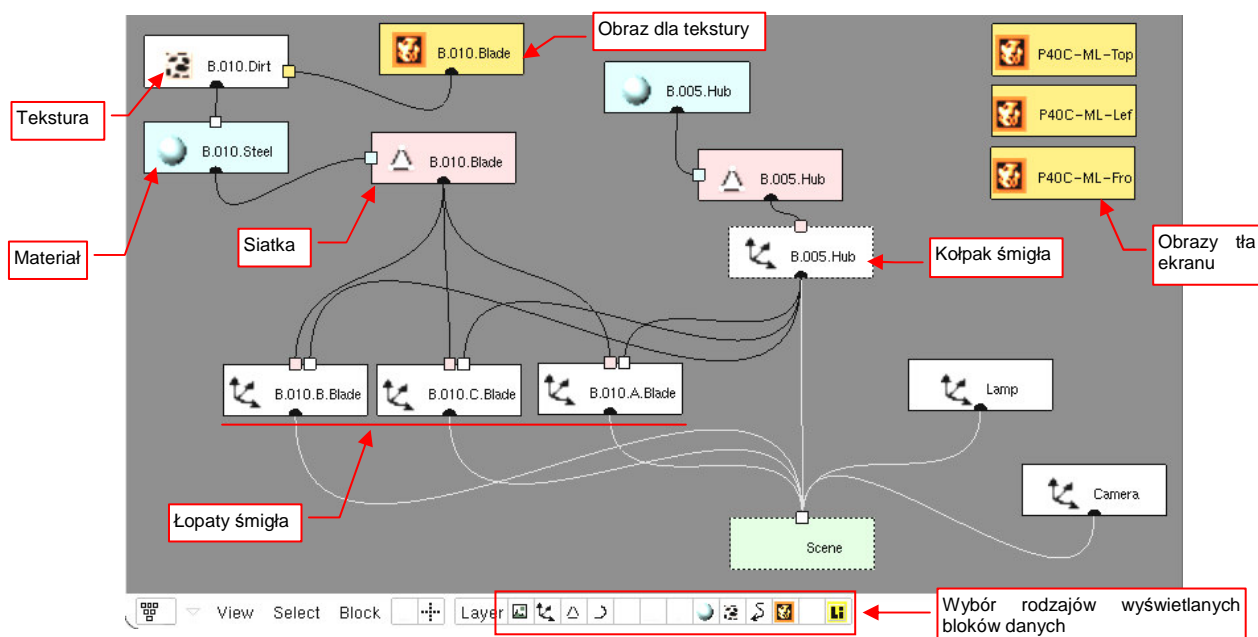 Obraz dla tekstury
B.010.Dirt
B.010.Blade
P40C-ML-Top
B.005.Hub
Tekstura
P40C-ML-Lef
B.010.Steel
B.010.Blade
B.005.Hub
P40C-ML-Fro
Materiał
Siatka
B.005.Hub
Kołpak śmigła
Obrazy tła
ekranu
B.010.B.Blade
B.010.C.Blade
B.010.A.Blade
Lamp
Camera
Łopaty śmigła
Scene
View Select Block Layer Li
Wybór rodzajów wyświetlanych
bloków danych